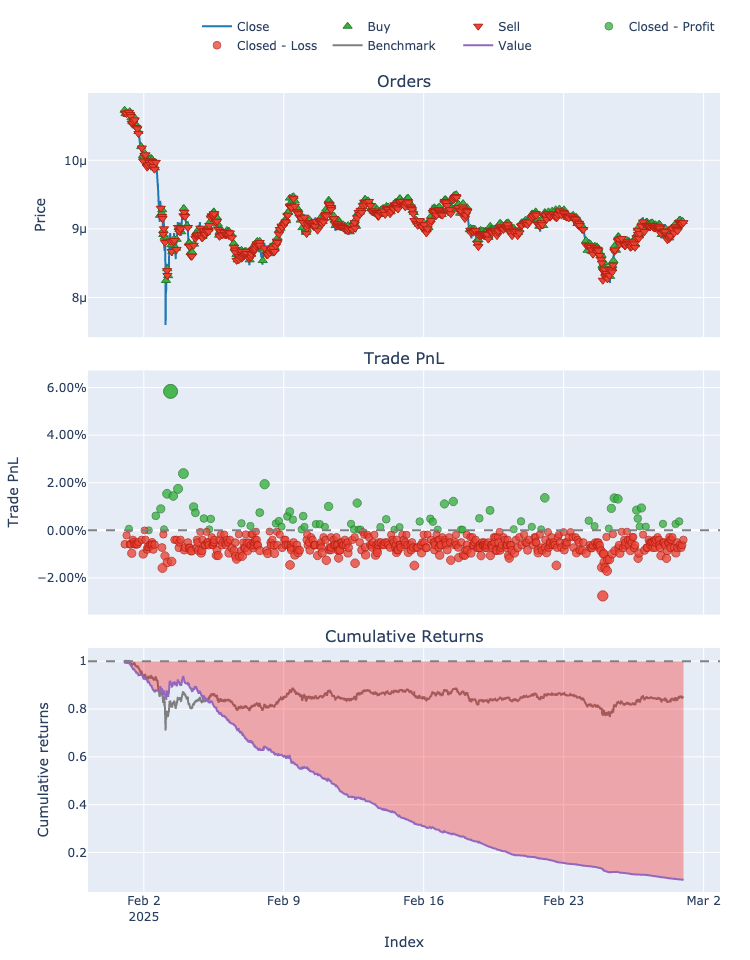 Close Buy Sell Closed - Profit
Closed - Loss Benchmark Value
Orders
10μ
9μ
8μ
Price
Trade PnL
6.00%
4.00%
2.00%
0.00%
−2.00%
Trade PnL
Cumulative Returns
1
0.8
0.6
0.4
0.2
Cumulative returns
Feb 2 Feb 9 Feb 16 Feb 23 Mar 2
2025
Index